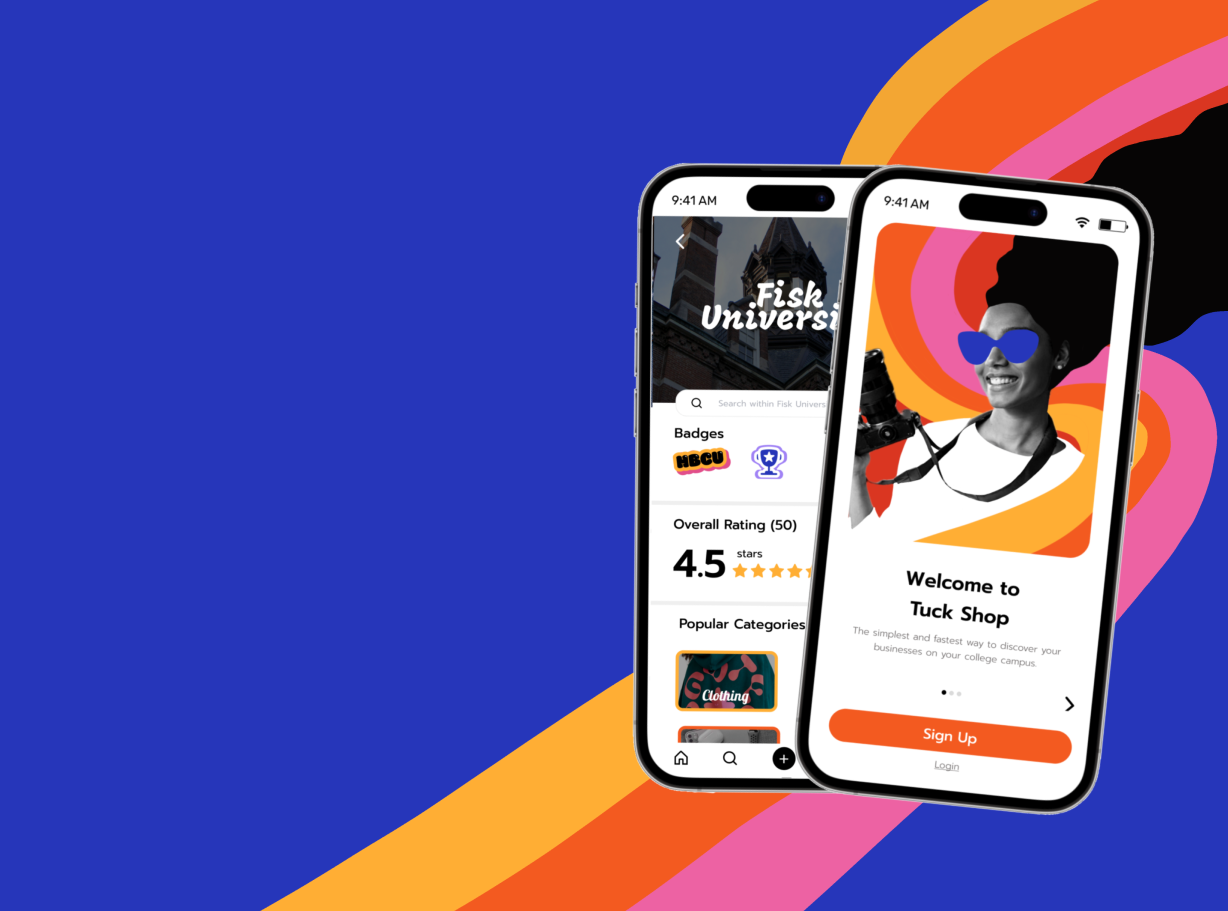 9:41 AM
Fisk
Universi
Search within Fisk Univers
Badges
HBCU
Overall Rating (50)
4.5
stars
Popular Categories
Clothing
9:41 AM
Welcome to
Tuck Shop
The simplest and fastest way to discover your
businesses on your college campus.
Sign Up
Login